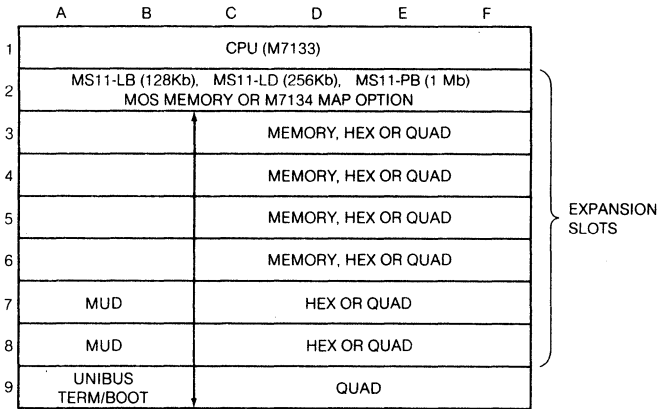 A B C D E F
1 CPU (M7133)
2 MS11-LB (128Kb), MS11-LD (256Kb), MS11-PB (1 Mb)
MOS MEMORY OR M7134 MAP OPTION
3 MEMORY, HEX OR QUAD
4 MEMORY, HEX OR QUAD
5 MEMORY, HEX OR QUAD
6 MEMORY, HEX OR QUAD
7 MUD HEX OR QUAD
8 MUD HEX OR QUAD
9 UNIBUS
TERM/BOOT
QUAD
EXPANSION
SLOTS